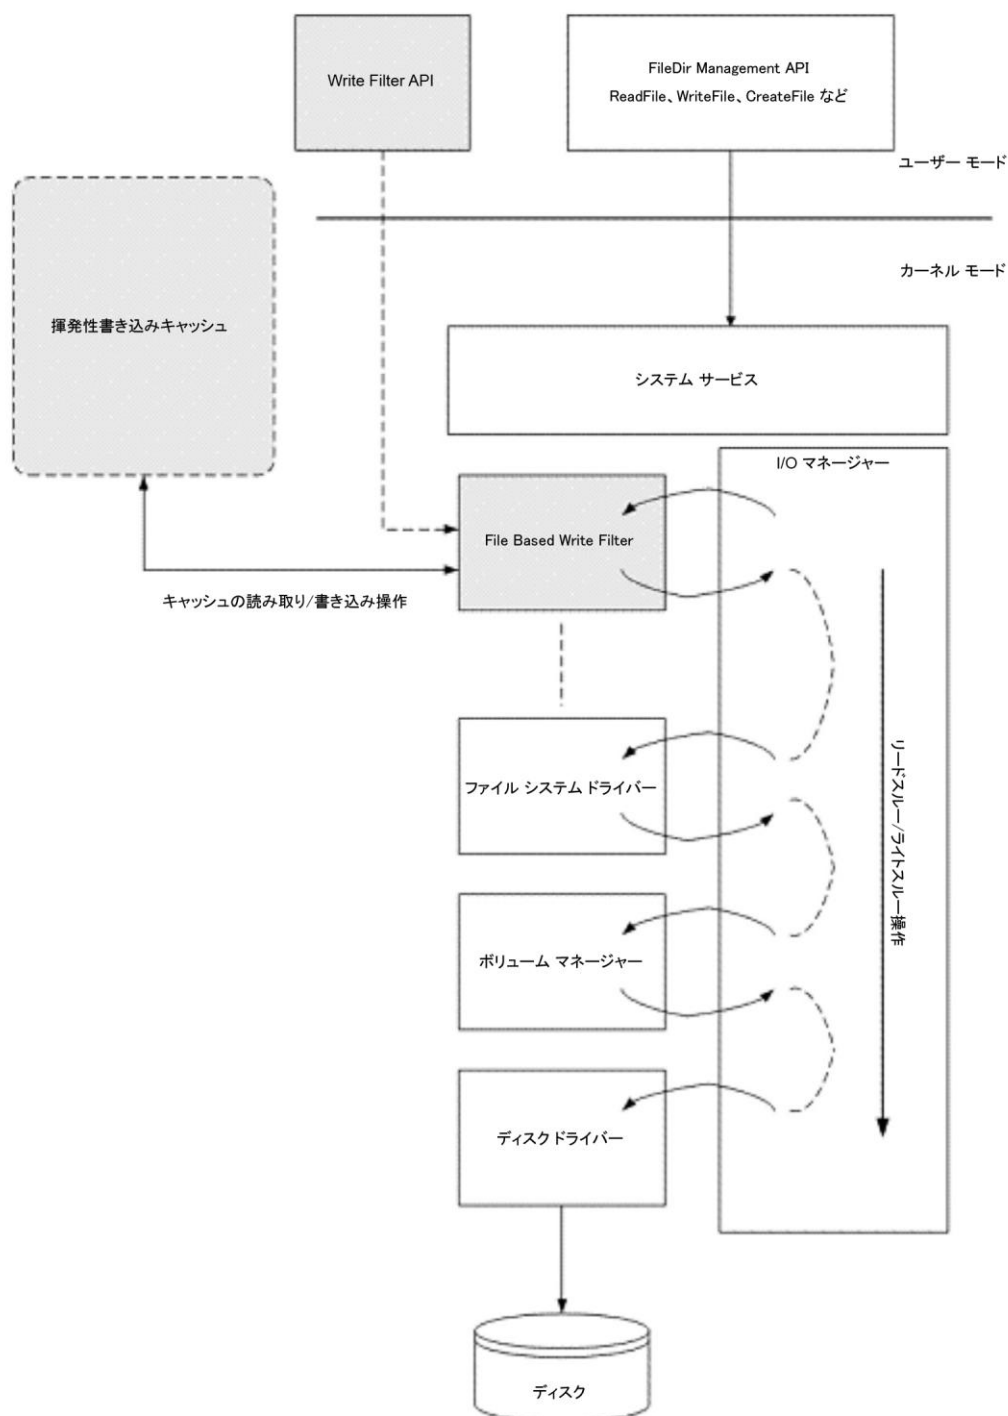 Write Filter API
FileDir Management API
ReadFile、WriteFile、CreateFile など
ユーザー モード
カーネル モード
揮発性書き込みキャッシュ
システム サービス
I/O マネージャー
File Based Write Filter
キャッシュの読み取り/書き込み操作
ファイル システム ドライバー
リードスルー/ライトスルー操作
ボリューム マネージャー
ディスク ドライバー
ディスク